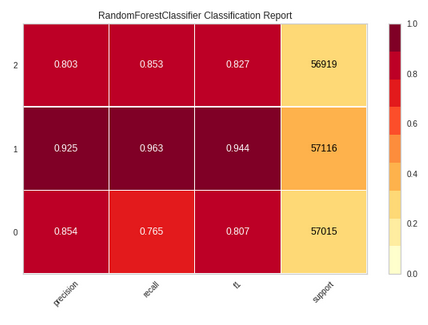 RandomForestClassifier Classification Report
2 0.803 0.853 0.827 56919
1 0.925 0.963 0.944 57116
0 0.854 0.765 0.807 57015
precision recall f1 support
1.0
0.8
0.6
0.4
0.2
0.0